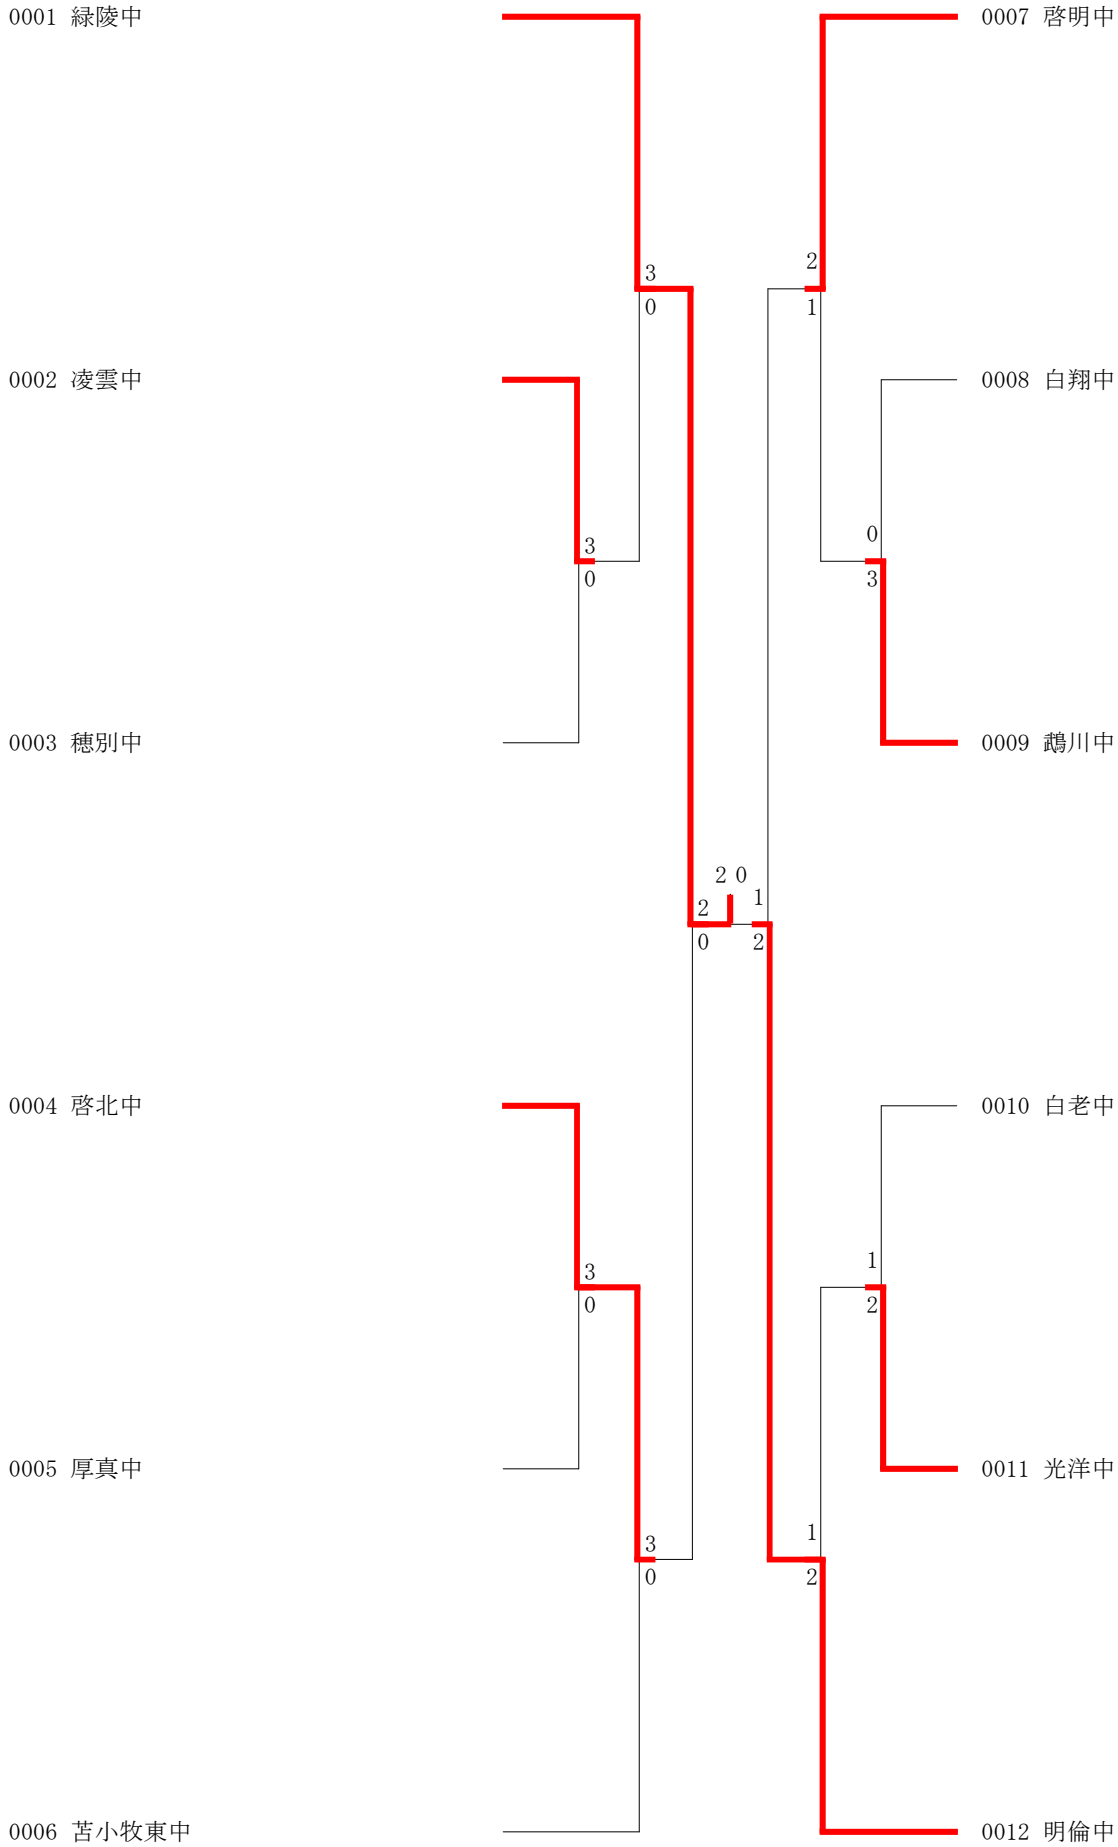 0001 緑陵中
0007 啓明中
2
3
0
1
0002 凌雲中
0008 白翔中
0
3
0
3
0003 穂別中
0009 鵡川中
2 0
1
2
0
2
0004 啓北中
0010 白老中
1
3
0
2
0005 厚真中
0011 光洋中
1
3
0
2
0006 苫小牧東中
0012 明倫中